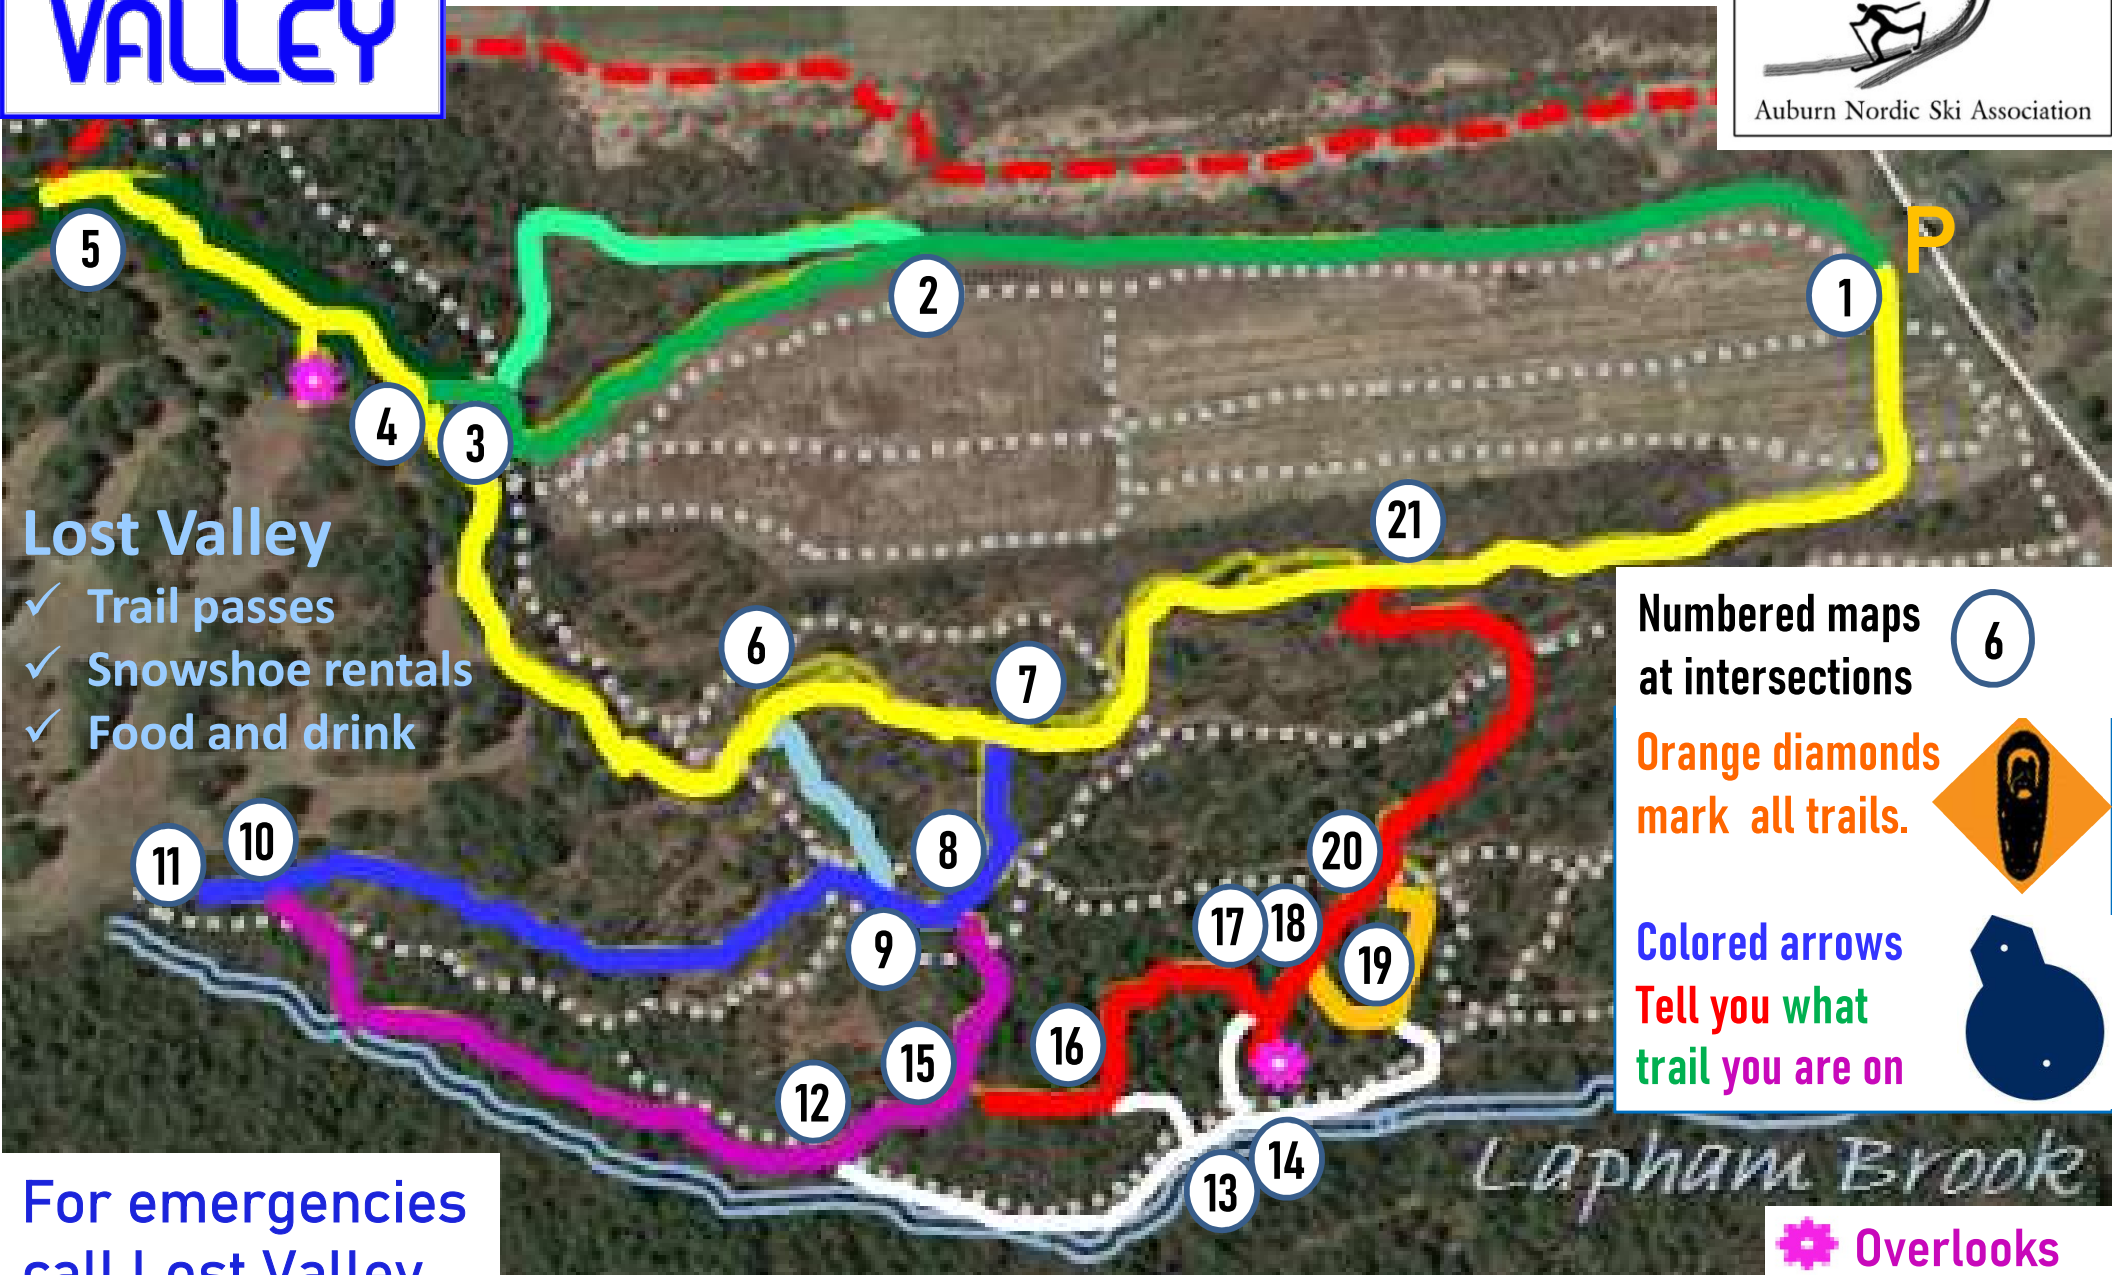 VALLEY
Auburn Nordic Ski Association
P
5
2
1
4
3
21
Lost Valley
✓ Trail passes
✓ Snowshoe rentals
✓ Food and drink
6
7
Numbered maps 6
at intersections
Orange diamonds
mark all trails.
8
20
10
11
17
18
9
19
Colored arrows
Tell you what
trail you are on
16
15
12
13
14
Lapham Brook
For emergencies
call Lost Valley
Overlooks